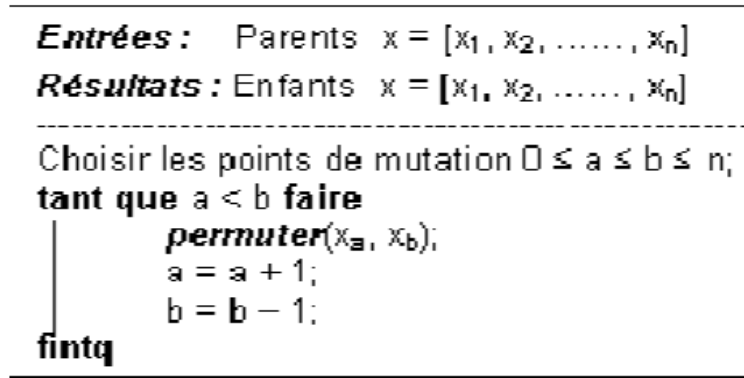 Entrées : Parents x = [x₁, x₂, ......, xₙ]
Résultats : Enfants x = [x₁, x₂, ......, xₙ]
Choisir les points de mutation 0 ≤ a ≤ b ≤ n;
tant que a < b faire
permuter(xₐ, x_b);
a = a + 1;
b = b – 1;
fintq